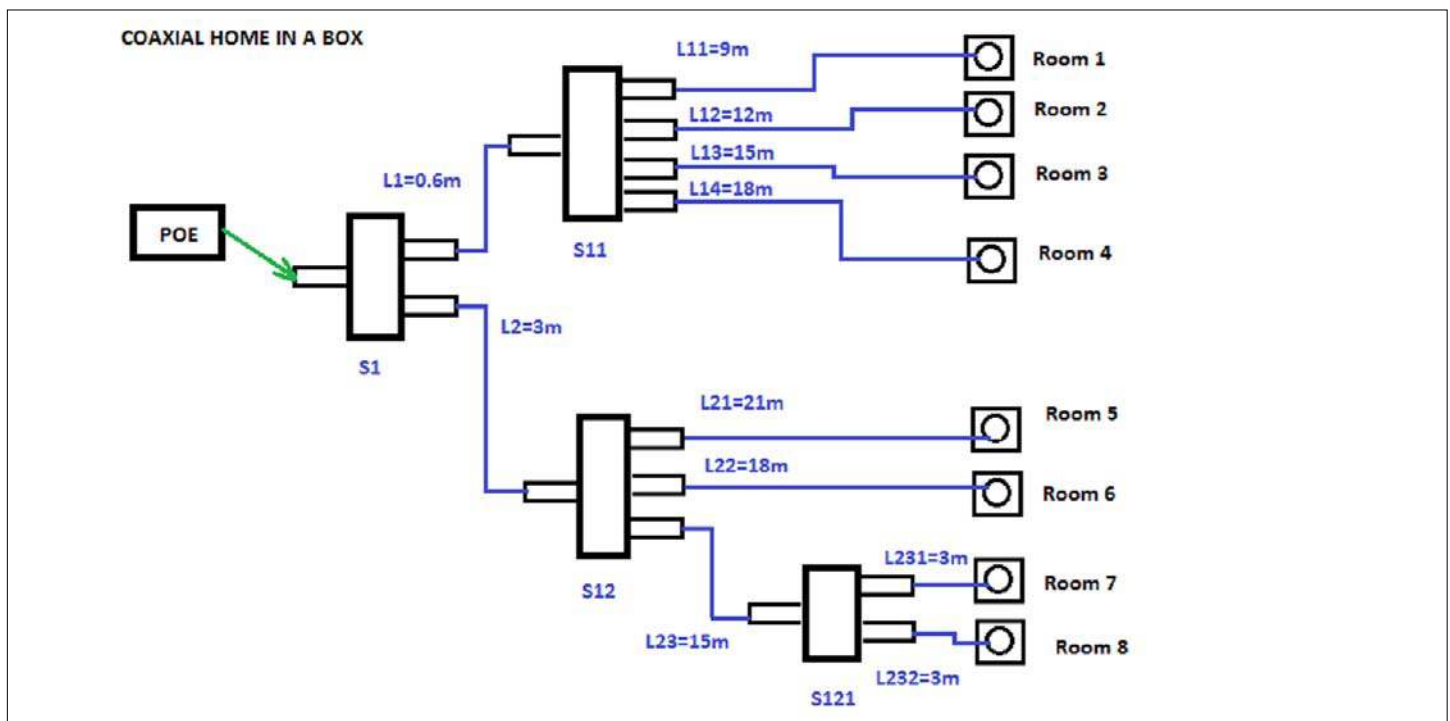 COAXIAL HOME IN A BOX
L11=9m
Room 1
L12=12m
Room 2
L13=15m
Room 3
L14=18m
Room 4
L1=0.6m
S11
POE
L2=3m
S1
L21=21m
Room 5
L22=18m
Room 6
S12
L231=3m
Room 7
L23=15m
Room 8
L232=3m
S121